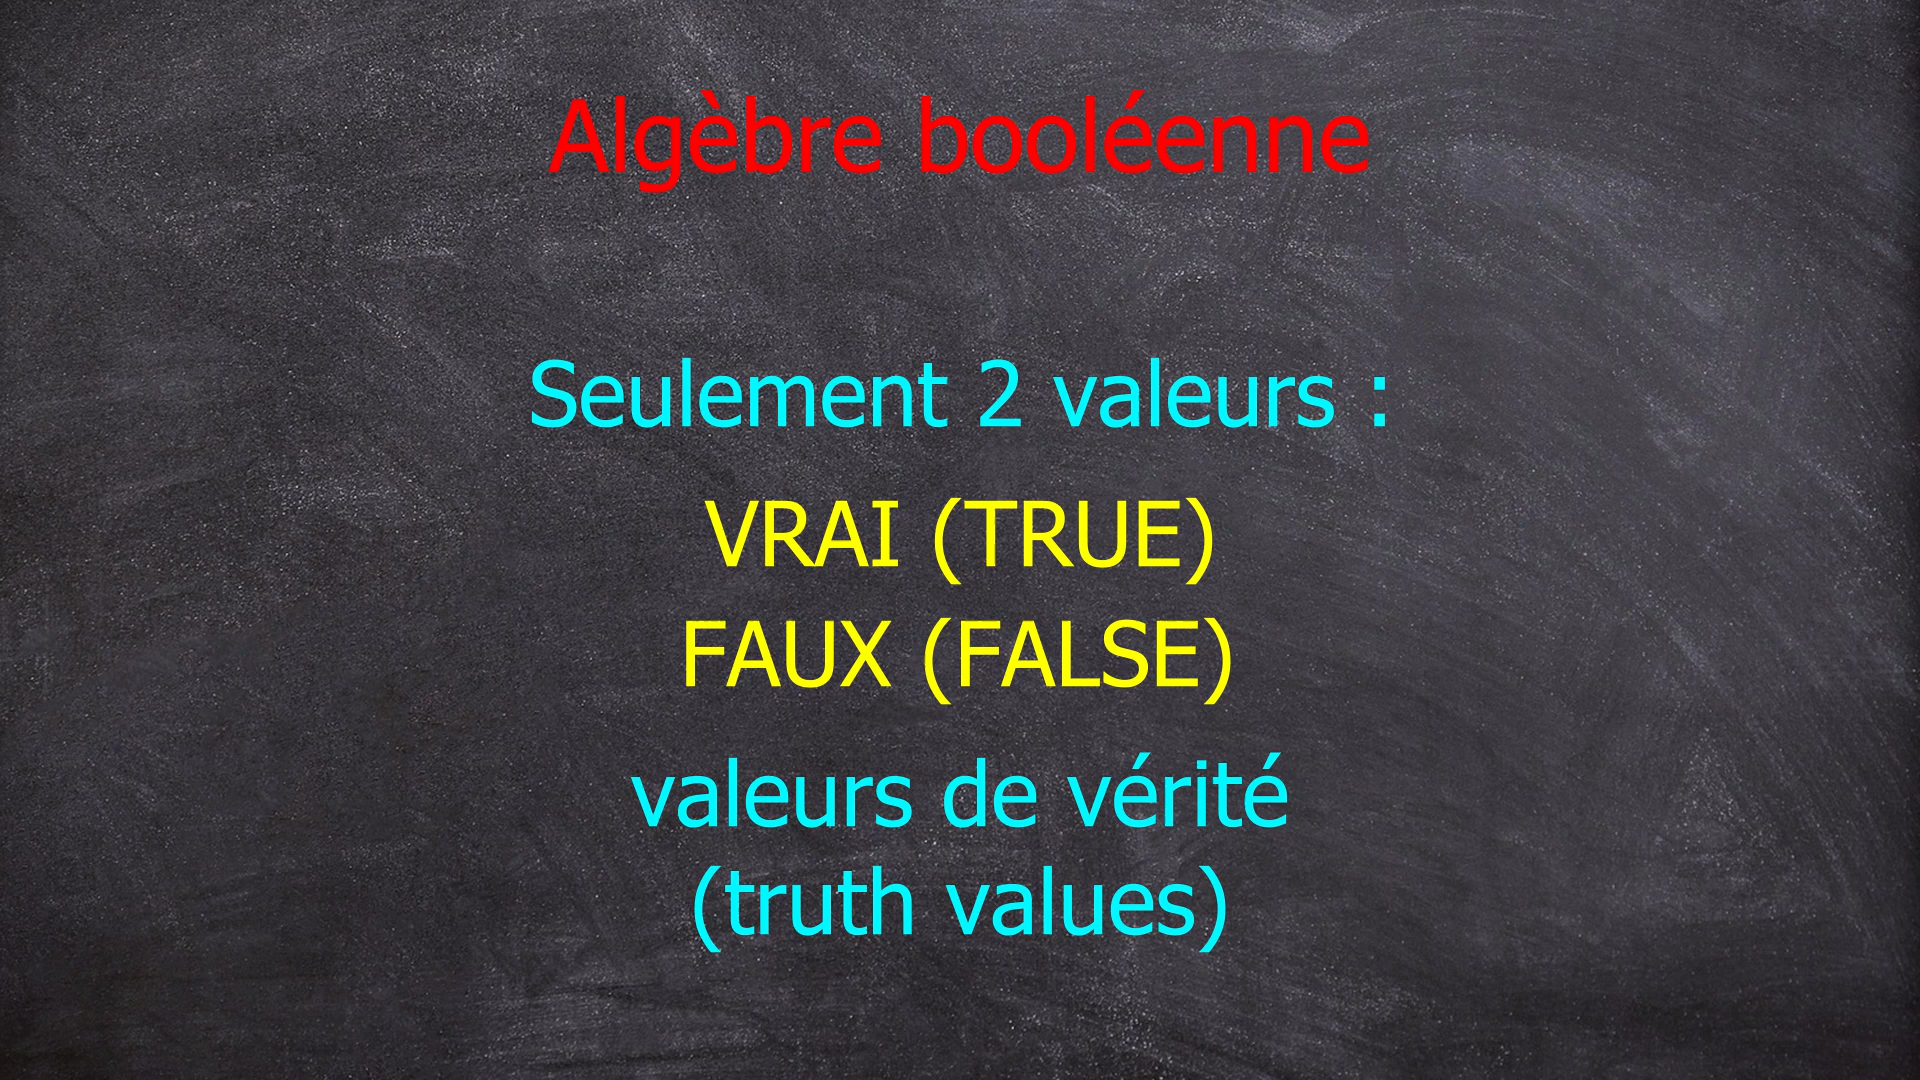 Algèbre booléenne
Seulement 2 valeurs :
VRAI (TRUE)
FAUX (FALSE)
valeurs de vérité
(truth values)